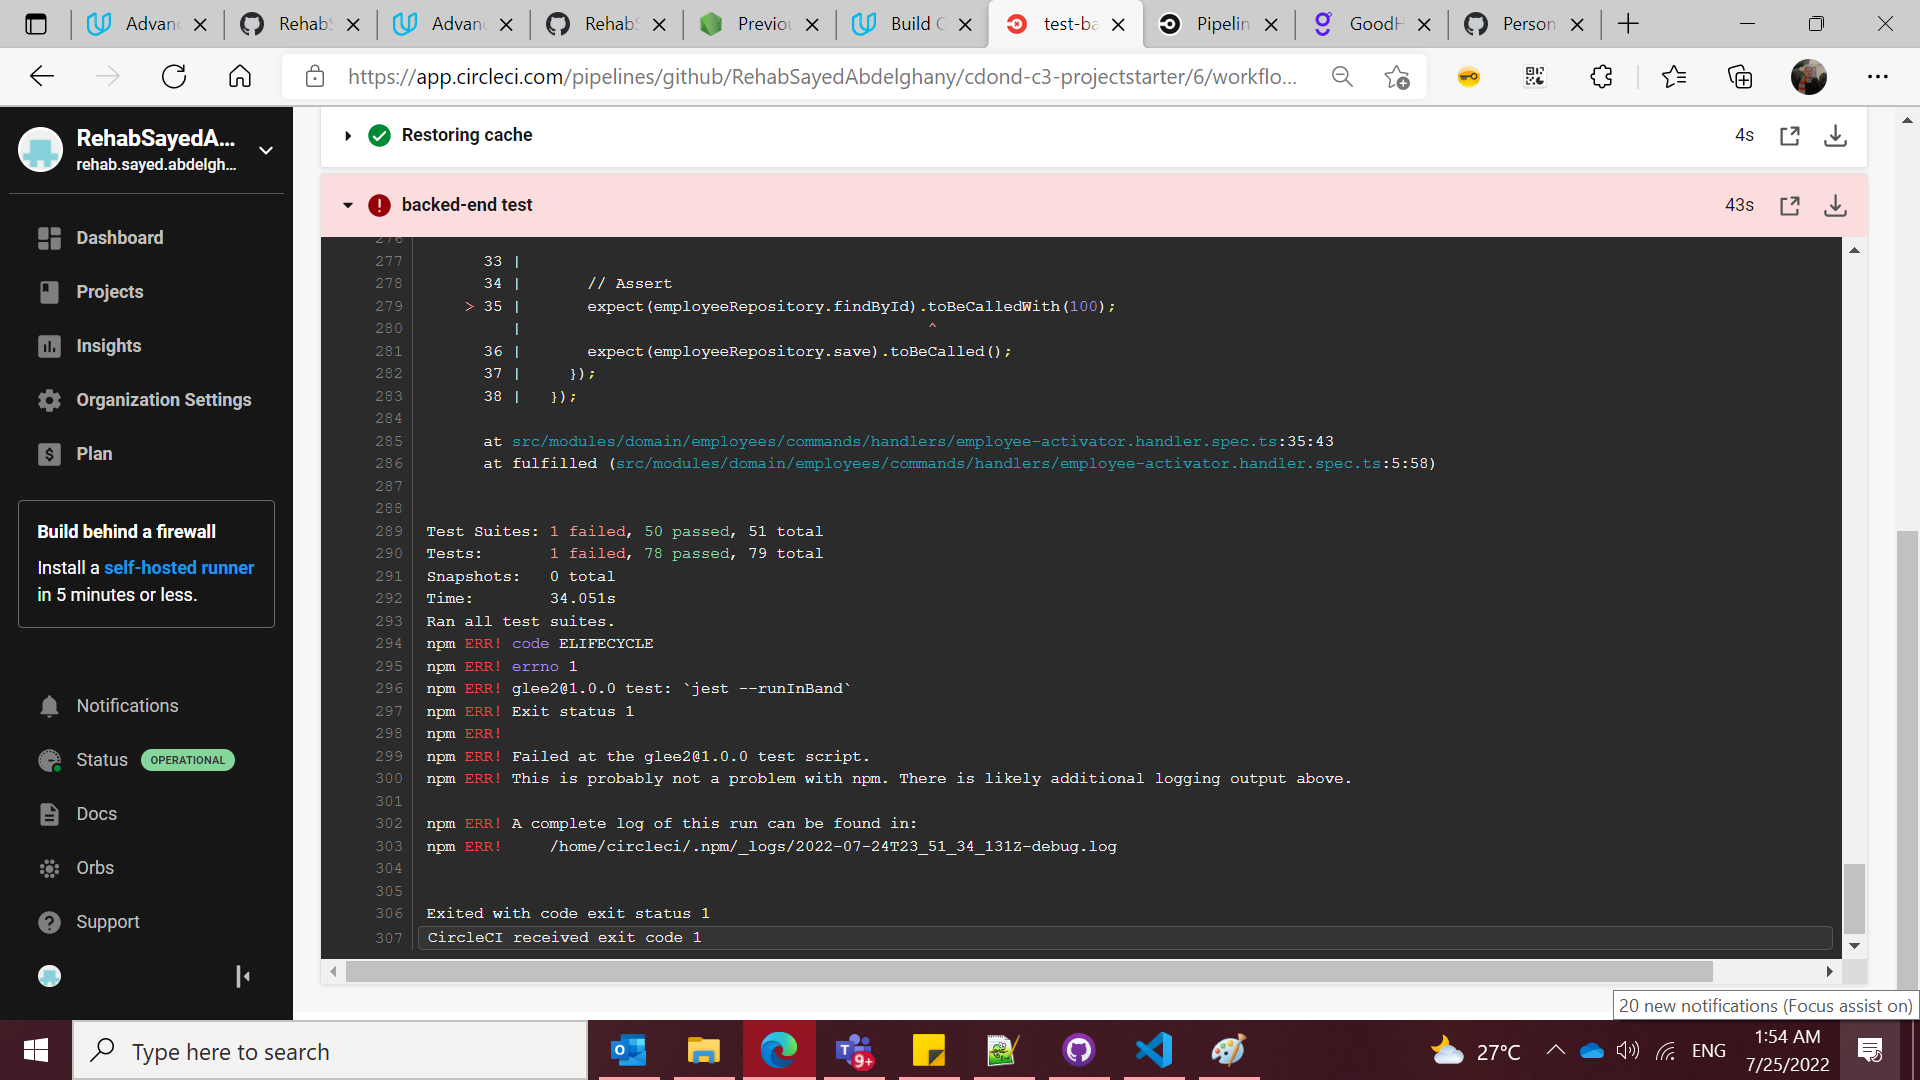 Advan
RehabS
Advan
RehabS
Previou
Build C
test-ba
Pipelin
GoodH
Person
https://app.circleci.com/pipelines/github/RehabSayedAbdelghany/cdond-c3-projectstarter/6/workflo...
RehabSayedA...
rehab.sayed.abdelgh...
Dashboard
Projects
Insights
Organization Settings
Plan
Build behind a firewall
Install a self-hosted runner
in 5 minutes or less.
Notifications
Status OPERATIONAL
Docs
Orbs
Support
Restoring cache 4s
backed-end test 43s
276
277 33 |
278 34 | // Assert
279 > 35 | expect(employeeRepository.findById).toBeCalledWith(100);
280 | ^
281 36 | expect(employeeRepository.save).toBeCalled();
282 37 | });
283 38 | });
284
285 at src/modules/domain/employees/commands/handlers/employee-activator.handler.spec.ts:35:43
286 at fulfilled (src/modules/domain/employees/commands/handlers/employee-activator.handler.spec.ts:5:58)
287
288
289 Test Suites: 1 failed, 50 passed, 51 total
290 Tests: 1 failed, 78 passed, 79 total
291 Snapshots: 0 total
292 Time: 34.051s
293 Ran all test suites.
294 npm ERR! code ELIFECYCLE
295 npm ERR! errno 1
296 npm ERR! glee2@1.0.0 test: `jest --runInBand`
297 npm ERR! Exit status 1
298 npm ERR!
299 npm ERR! Failed at the glee2@1.0.0 test script.
300 npm ERR! This is probably not a problem with npm. There is likely additional logging output above.
301
302 npm ERR! A complete log of this run can be found in:
303 npm ERR! /home/circleci/.npm/_logs/2022-07-24T23_51_34_131Z-debug.log
304
305
306 Exited with code exit status 1
307 CircleCI received exit code 1
20 new notifications (Focus assist on)
Type here to search
9+
27°C
ENG
1:54 AM
7/25/2022